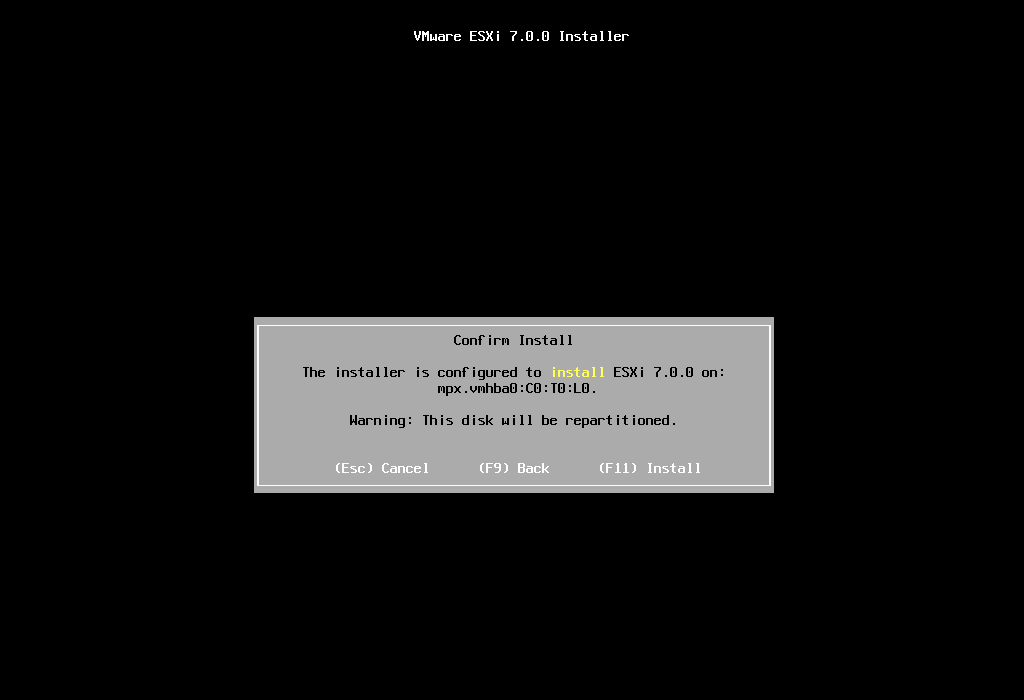 VMware ESXi 7.0.0 Installer
Confirm Install
The installer is configured to install ESXi 7.0.0 on:
mpx.vmhba0:C0:T0:L0.
Warning: This disk will be repartitioned.
(Esc) Cancel (F9) Back (F11) Install